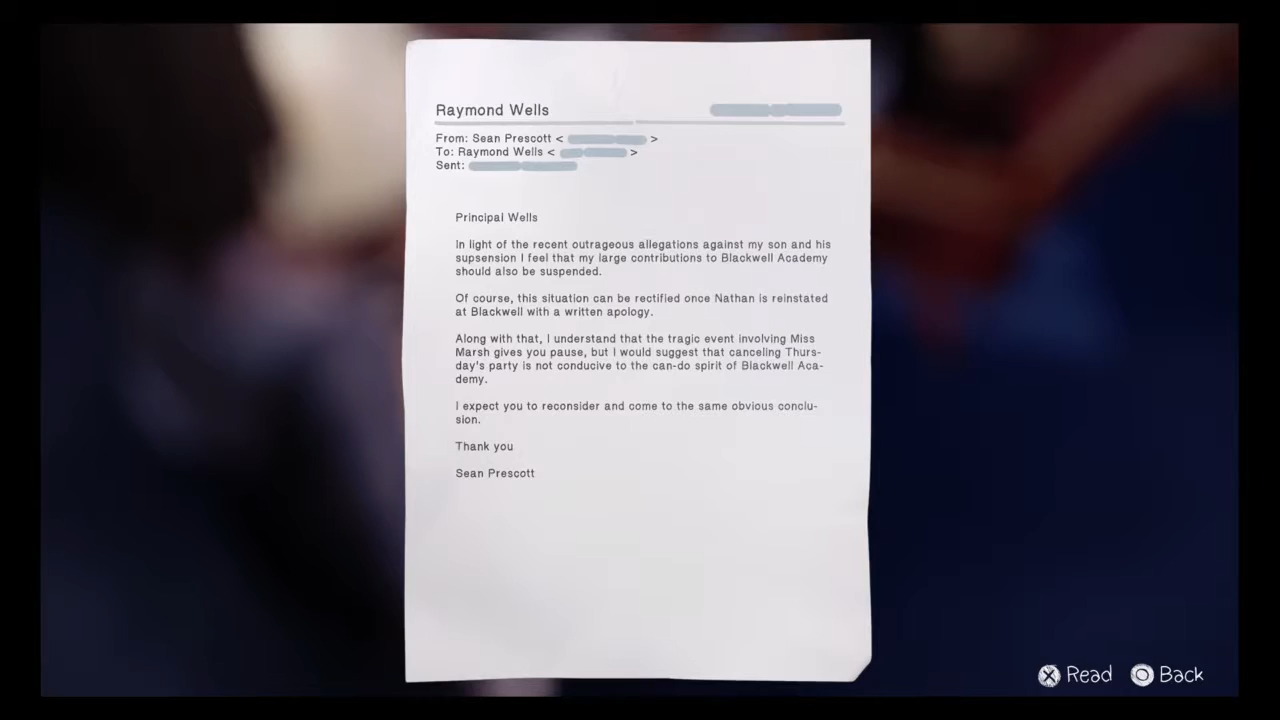 Raymond Wells
From: Sean Prescott < >
To: Raymond Wells < >
Sent:
Principal Wells
In light of the recent outrageous allegations against my son and his
supsension I feel that my large contributions to Blackwell Academy
should also be suspended.
Of course, this situation can be rectified once Nathan is reinstated
at Blackwell with a written apology.
Along with that, I understand that the tragic event involving Miss
Marsh gives you pause, but I would suggest that canceling Thurs-
day's party is not conducive to the can-do spirit of Blackwell Aca-
demy.
I expect you to reconsider and come to the same obvious conclu-
sion.
Thank you
Sean Prescott
Read Back